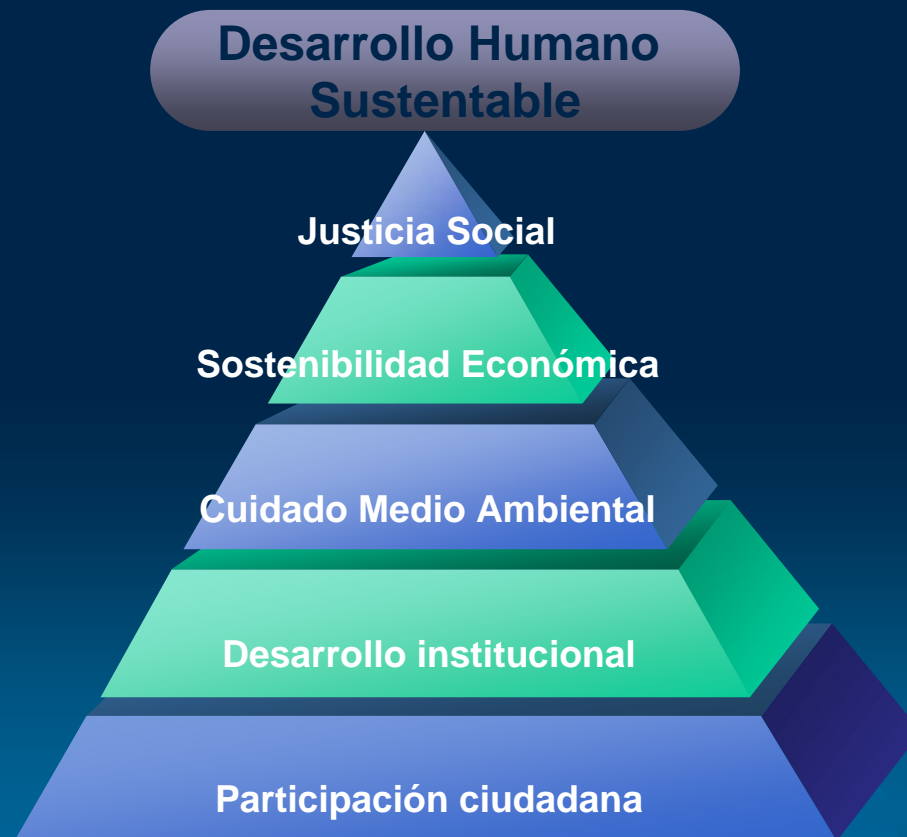 Desarrollo Humano
Sustentable
Justicia Social
Sostenibilidad Económica
Cuidado Medio Ambiental
Desarrollo institucional
Participación ciudadana